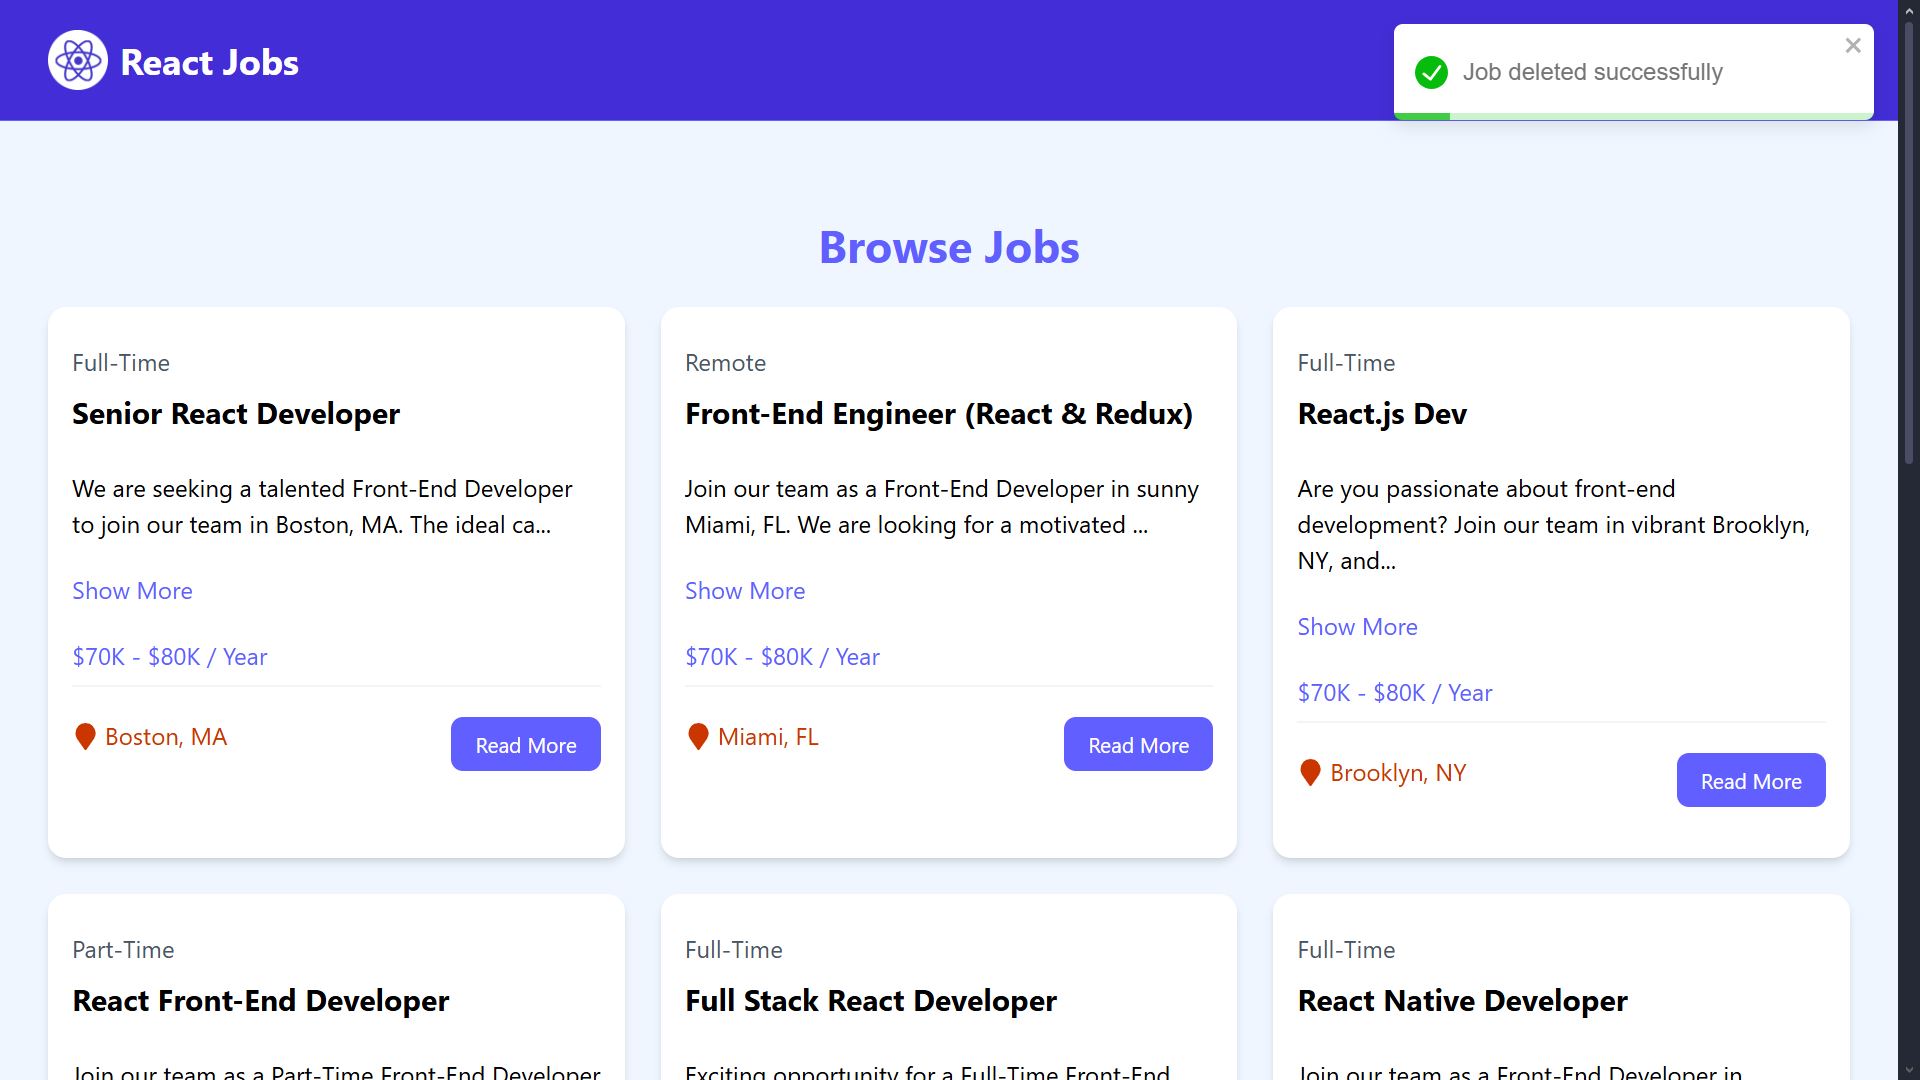 React Jobs
Job deleted successfully
Browse Jobs
Full-Time
Senior React Developer
We are seeking a talented Front-End Developer
to join our team in Boston, MA. The ideal ca...
Show More
$70K - $80K / Year
Boston, MA
Read More
Remote
Front-End Engineer (React & Redux)
Join our team as a Front-End Developer in sunny
Miami, FL. We are looking for a motivated ...
Show More
$70K - $80K / Year
Miami, FL
Read More
Full-Time
React.js Dev
Are you passionate about front-end
development? Join our team in vibrant Brooklyn,
NY, and...
Show More
$70K - $80K / Year
Brooklyn, NY
Read More
Part-Time
React Front-End Developer
Join our team as a Part-Time Front-End Developer
Full-Time
Full Stack React Developer
Exciting opportunity for a Full-Time Front-End
Full-Time
React Native Developer
Join our team as a Front-End Developer in